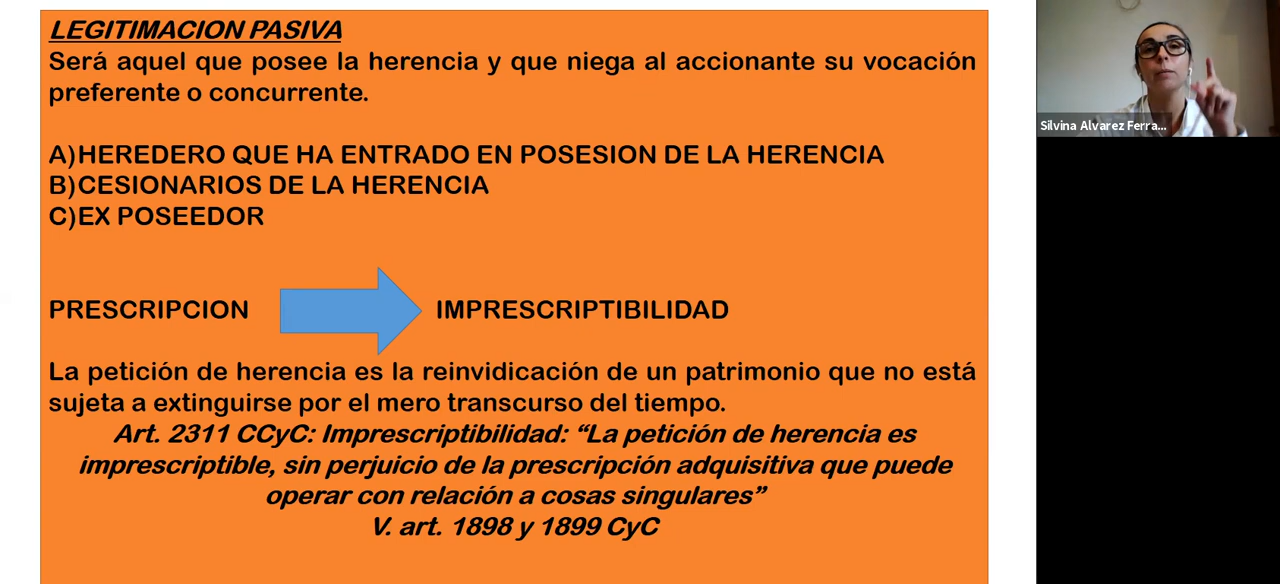 LEGITIMACION PASIVA
Será aquel que posee la herencia y que niega al accionante su vocación
preferente o concurrente.
A)HEREDERO QUE HA ENTRADO EN POSESION DE LA HERENCIA
B)CESIONARIOS DE LA HERENCIA
C)EX POSEEDOR
PRESCRIPCION IMPRESCRIPTIBILIDAD
La petición de herencia es la reinvidicación de un patrimonio que no está
sujeta a extinguirse por el mero transcurso del tiempo.
Art. 2311 CCyC: Imprescriptibilidad: “La petición de herencia es
imprescriptible, sin perjuicio de la prescripción adquisitiva que puede
operar con relación a cosas singulares”
V. art. 1898 y 1899 CyC
Silvina Alvarez Ferra...